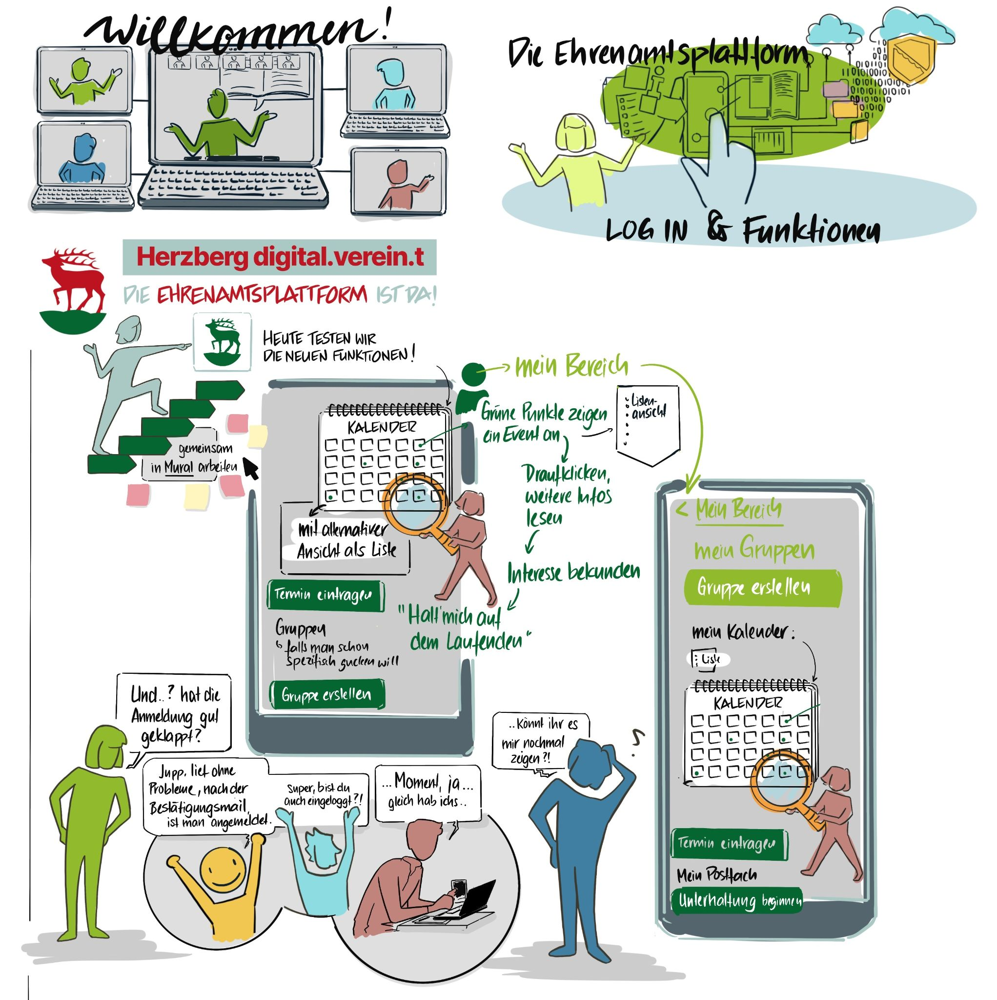 Willkommen!
Die Ehrenamtsplattform
LOG IN & Funktionen
Herzberg digital.verein.t
DIE EHRENAMTSPLATTFORM IST DA!
HEUTE TESTEN WIR
DIE NEUEN FUNKTIONEN!
gemeinsam
in Mural arbeiten
KALENDER
mit alternativer
Ansicht als Liste
Termin eintragen
Gruppen
falls man schon
spezifisch gucken will
Gruppe erstellen
mein Bereich
Grüne Punkte zeigen
ein Event an
Listen-
ansicht
Draufklicken,
weitere Infos
lesen
Interesse bekunden
"Halt' mich auf
dem Laufenden"
< Mein Bereich
mein Gruppen
Gruppe erstellen
mein Kalender:
Liste
KALENDER
Termin eintragen
Mein Postfach
Unterhaltung beginnen
Und..? hat die
Anmeldung gut
geklappt?
Jupp, lief ohne
Probleme, nach der
Bestätigungsmail,
ist man angemeldet.
Super, bist du
auch eingeloggt?!
...Moment, ja...
gleich hab ichs..
..Könnt ihr es
mir nochmal
zeigen?!
?